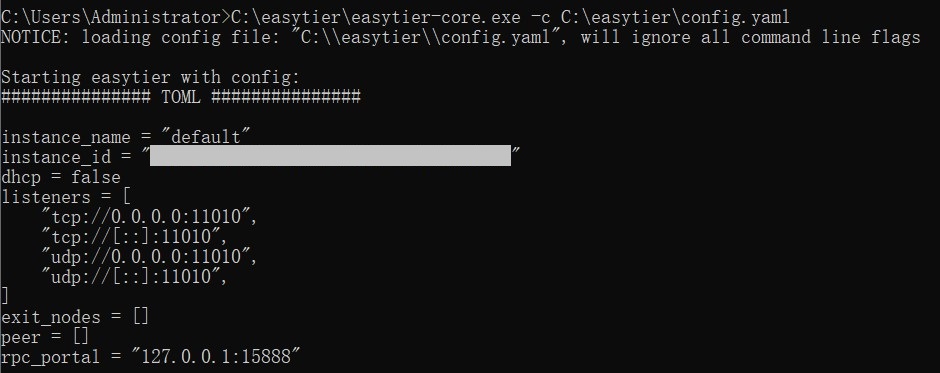 C:\Users\Administrator>C:\easytier\easytier-core.exe -c C:\easytier\config.yaml
NOTICE: loading config file: "C:\\easytier\\config.yaml", will ignore all command line flags
Starting easytier with config:
############### TOML ###############
instance_name = "default"
instance_id = ""
dhcp = false
listeners = [
    "tcp://0.0.0.0:11010",
    "tcp://[::]:11010",
    "udp://0.0.0.0:11010",
    "udp://[::]:11010",
]
exit_nodes = []
peer = []
rpc_portal = "127.0.0.1:15888"